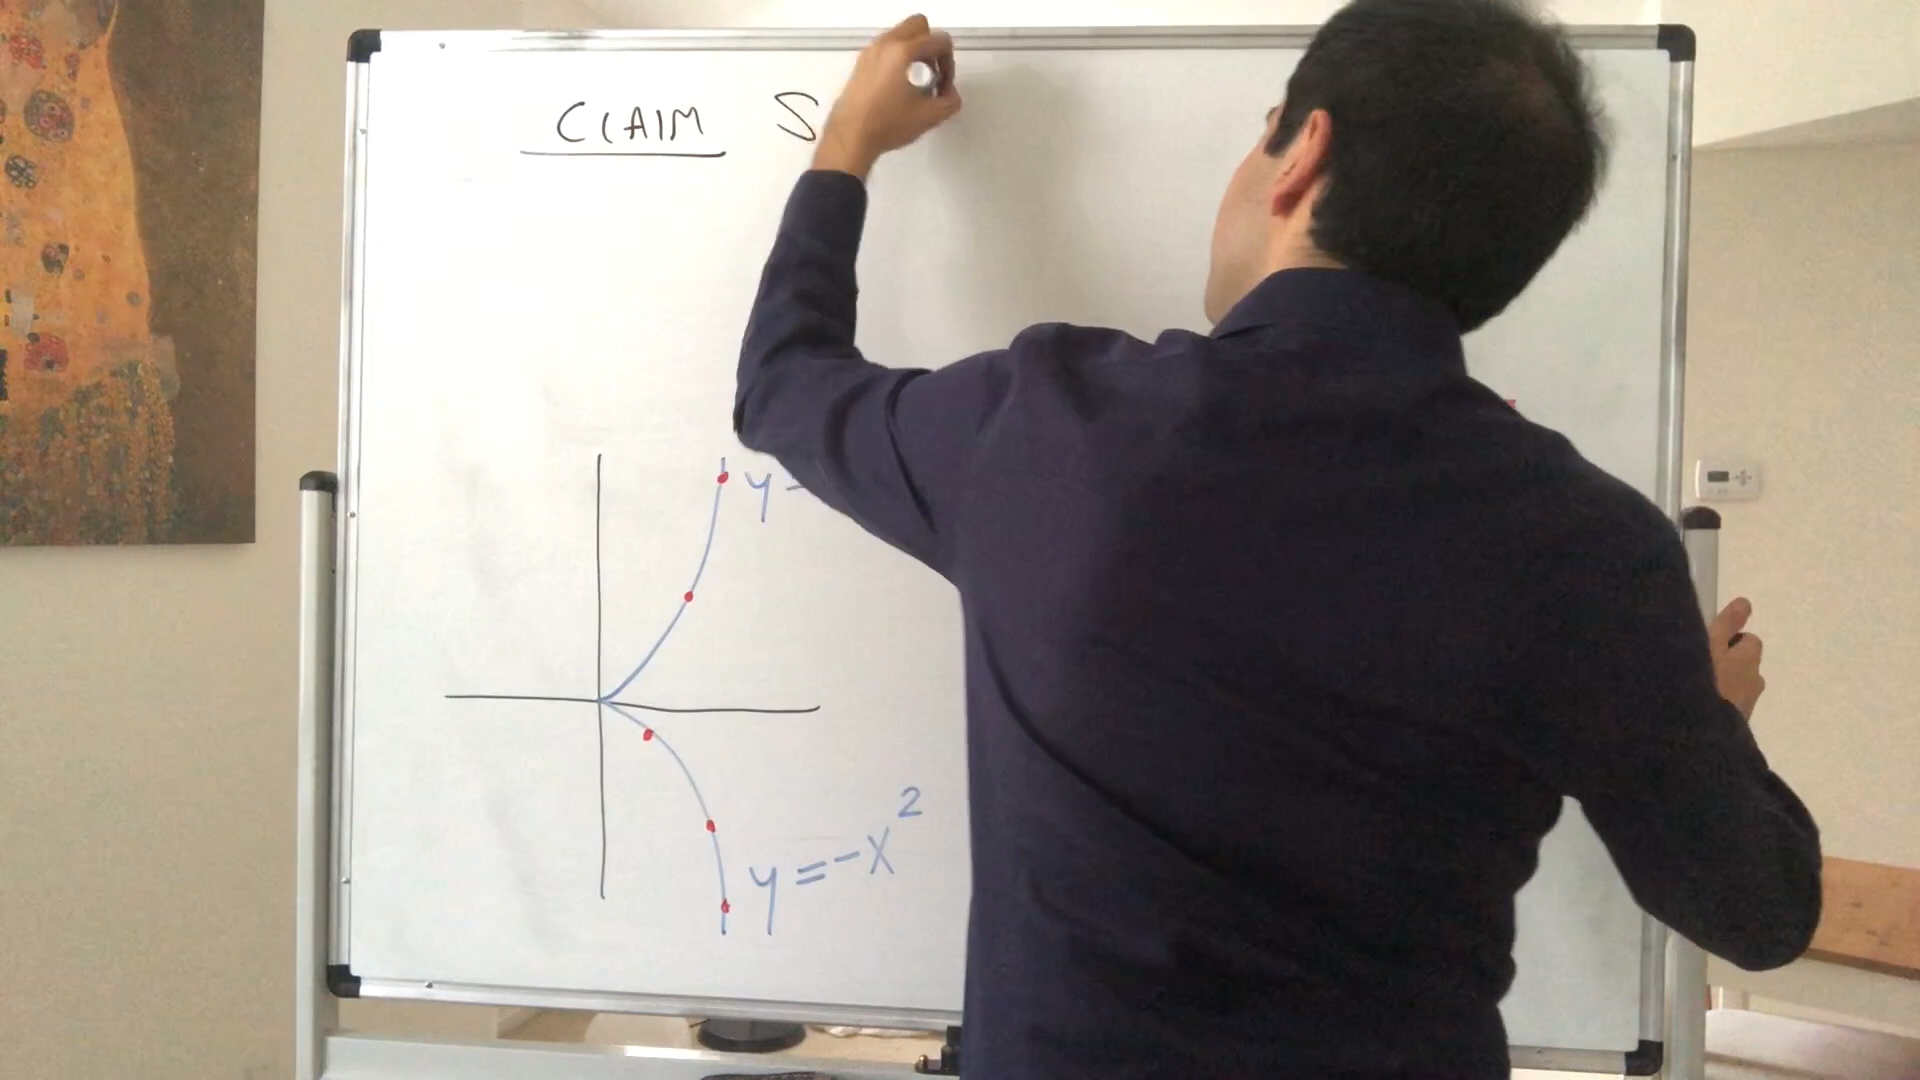 CLAIM S
y =
y = -x²